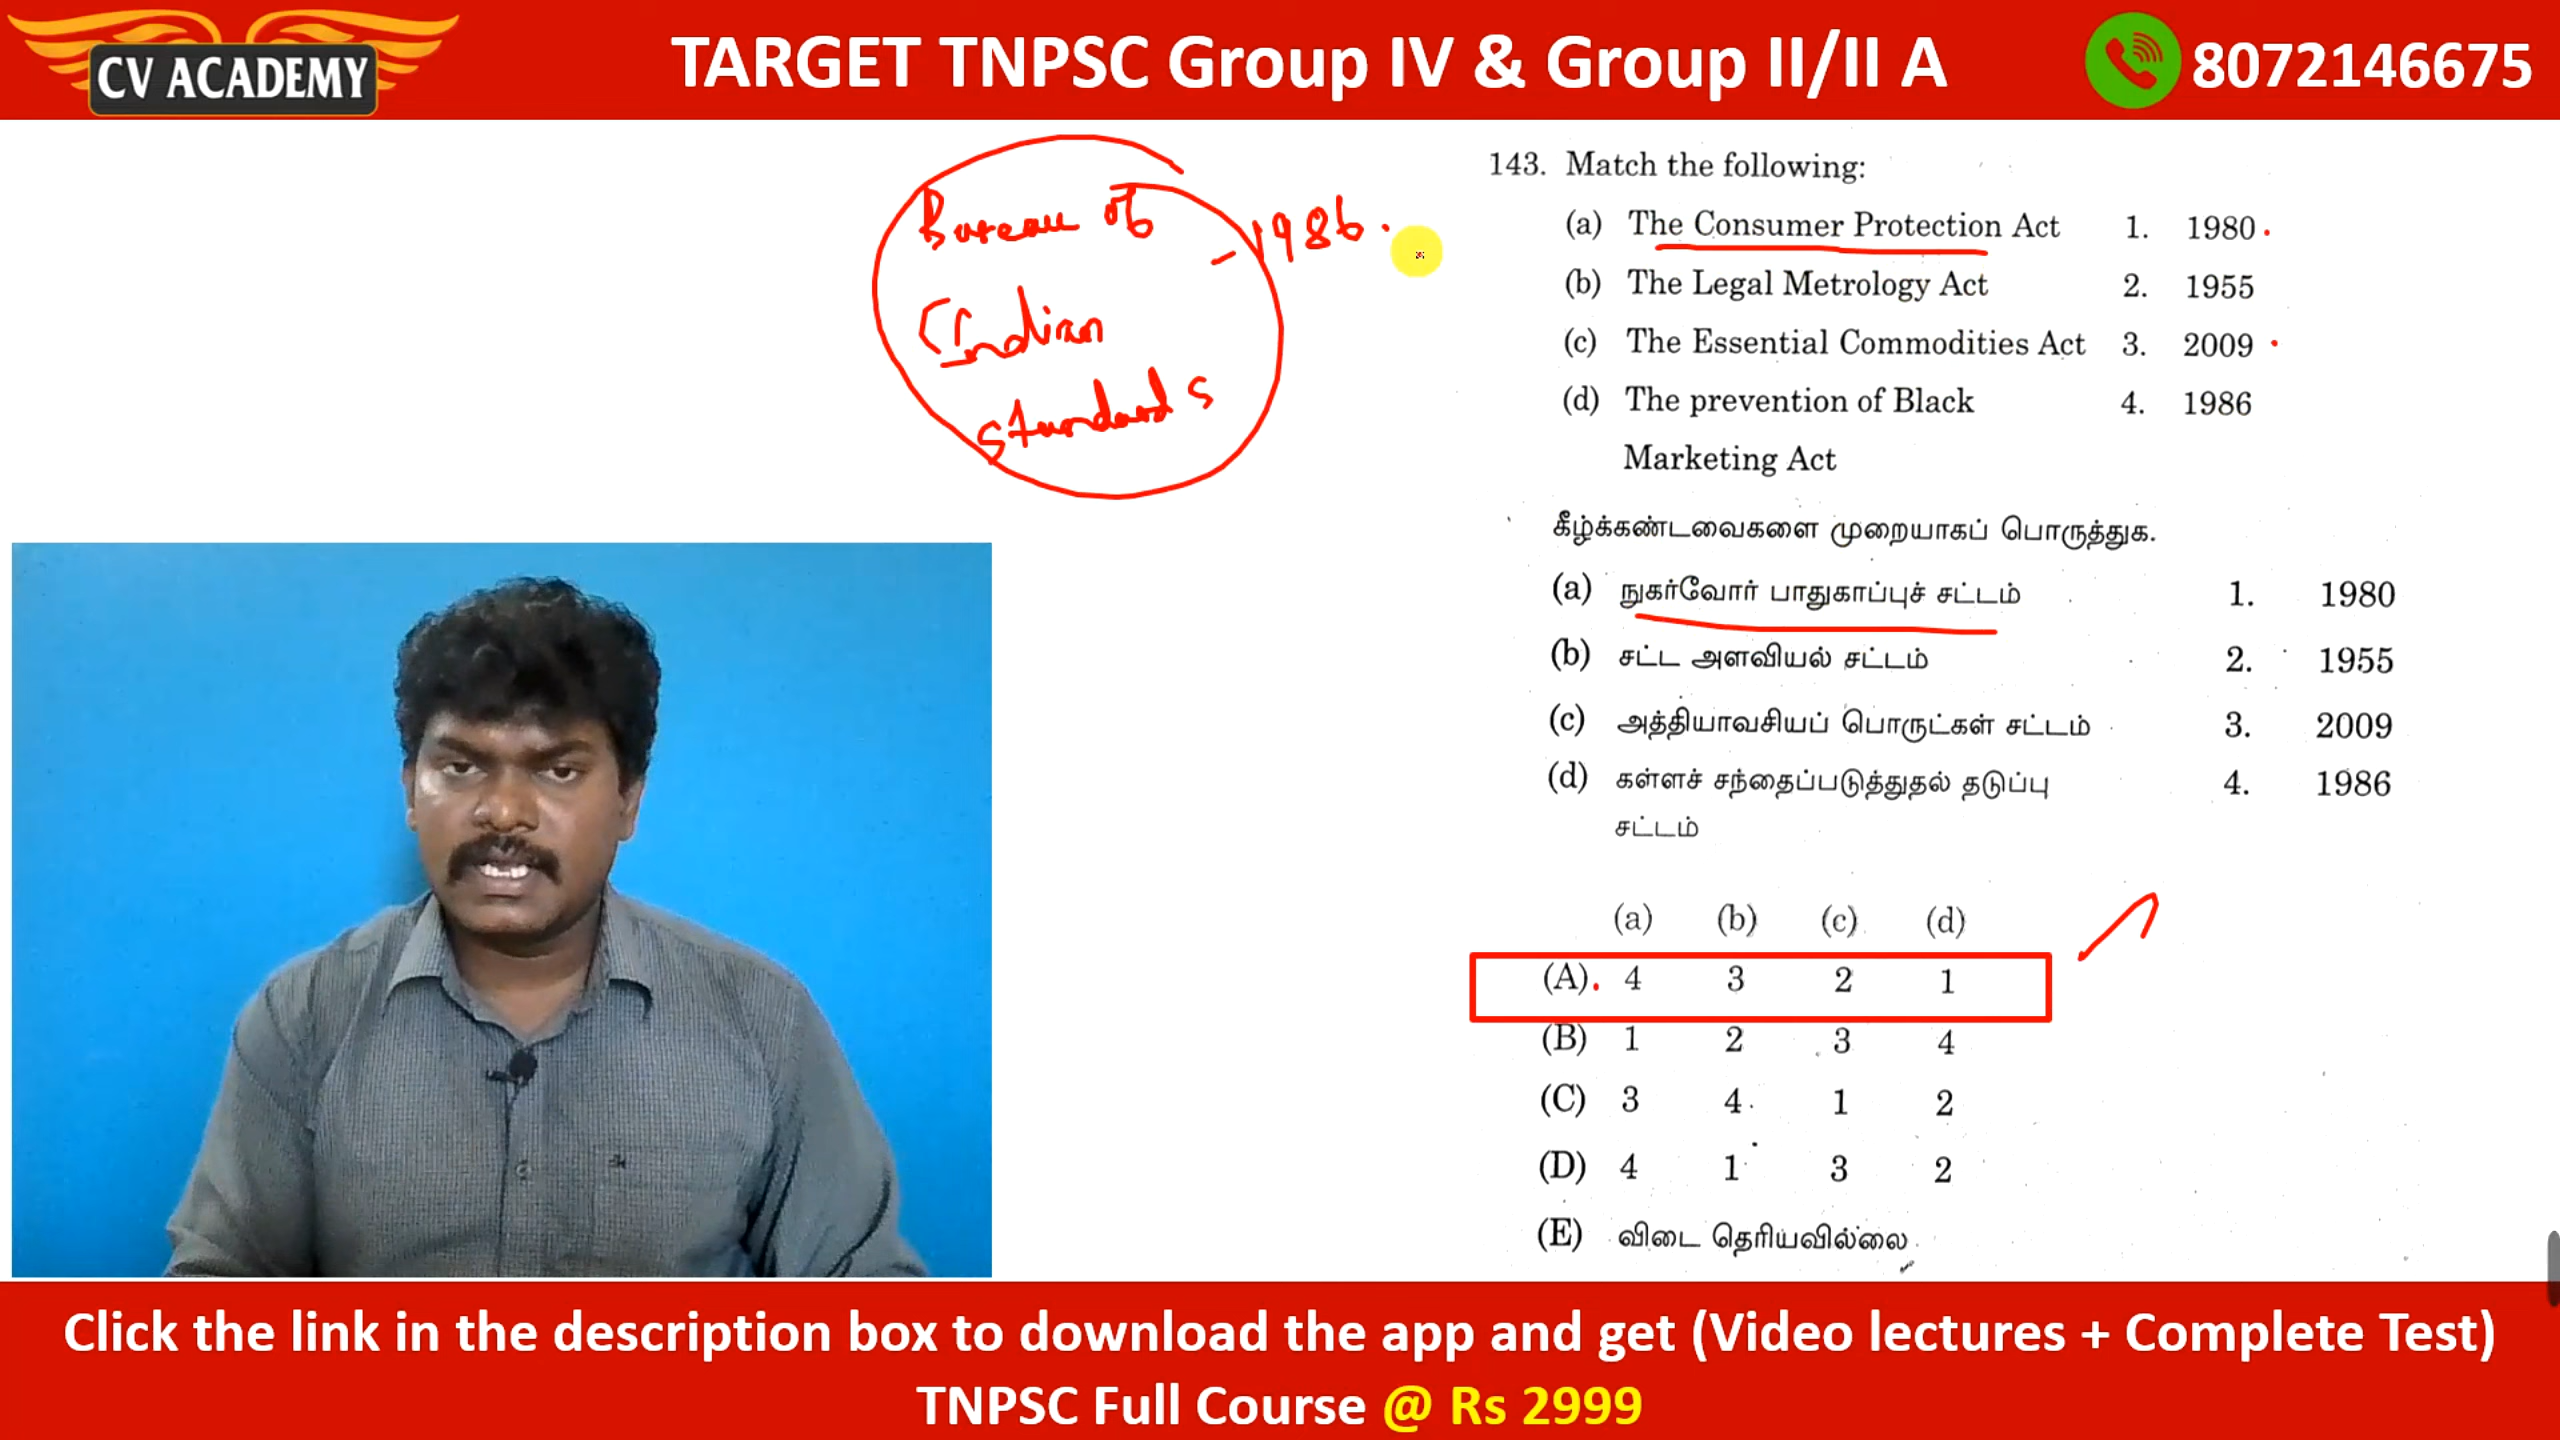 CV ACADEMY
TARGET TNPSC Group IV & Group II/II A
8072146675
Bureau of
- 1986.
Indian
Standards
143. Match the following:
(a) The Consumer Protection Act 1. 1980
(b) The Legal Metrology Act 2. 1955
(c) The Essential Commodities Act 3. 2009
(d) The prevention of Black 4. 1986
Marketing Act
கீழ்க்கண்டவைகளை முறையாகப் பொருத்துக.
(a) நுகர்வோர் பாதுகாப்புச் சட்டம் 1. 1980
(b) சட்ட அளவியல் சட்டம் 2. 1955
(c) அத்தியாவசியப் பொருட்கள் சட்டம் 3. 2009
(d) கள்ளச் சந்தைப்படுத்துதல் தடுப்பு 4. 1986
சட்டம்
(a) (b) (c) (d)
(A) 4 3 2 1
(B) 1 2 3 4
(C) 3 4 1 2
(D) 4 1 3 2
(E) விடை தெரியவில்லை
Click the link in the description box to download the app and get (Video lectures + Complete Test)
TNPSC Full Course @ Rs 2999